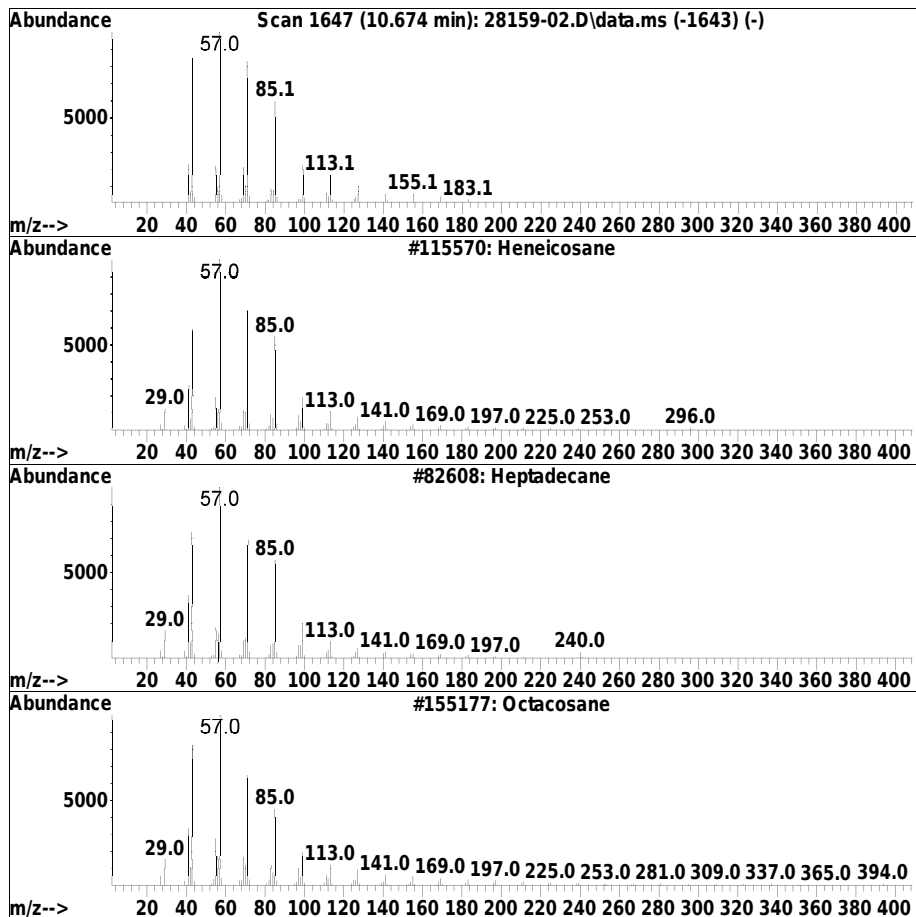 Abundance Scan 1647 (10.674 min): 28159-02.D\data.ms (-1643) (-)
57.0
85.1
5000
113.1
155.1 183.1
20 40 60 80 100 120 140 160 180 200 220 240 260 280 300 320 340 360 380 400
m/z-->
Abundance #115570: Heneicosane
57.0
85.0
5000
29.0
113.0 141.0 169.0 197.0 225.0 253.0 296.0
20 40 60 80 100 120 140 160 180 200 220 240 260 280 300 320 340 360 380 400
m/z-->
Abundance #82608: Heptadecane
57.0
85.0
5000
29.0
113.0 141.0 169.0 197.0 240.0
20 40 60 80 100 120 140 160 180 200 220 240 260 280 300 320 340 360 380 400
m/z-->
Abundance #155177: Octacosane
57.0
85.0
5000
29.0
113.0 141.0 169.0 197.0 225.0 253.0 281.0 309.0 337.0 365.0 394.0
20 40 60 80 100 120 140 160 180 200 220 240 260 280 300 320 340 360 380 400
m/z-->